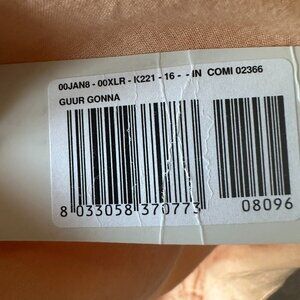 00JAN8 - 00XLR - K221 - 16 - - IN COMI 02366
GUUR GONNA
8 033058 370773 08096